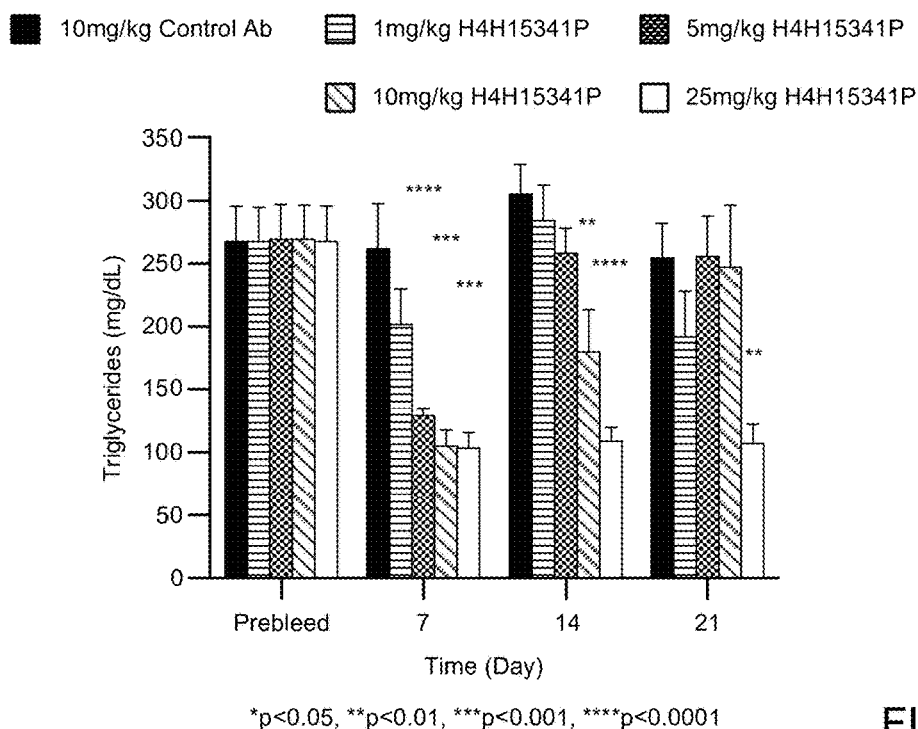 10mg/kg Control Ab 1mg/kg H4H15341P 5mg/kg H4H15341P
10mg/kg H4H15341P 25mg/kg H4H15341P
350
300
250
200
150
100
50
0
Triglycerides (mg/dL)
****
***
***
**
****
**
Prebleed 7 14 21
Time (Day)
*p<0.05, **p<0.01, ***p<0.001, ****p<0.0001